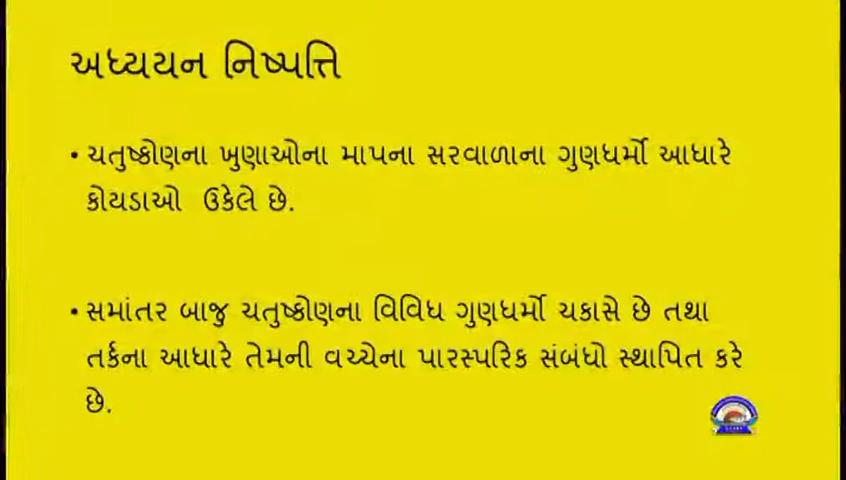 અધ્યયન નિષ્પત્તિ
• ચતુષ્કોણના ખુણાઓના માપના સરવાળાના ગુણધર્મો આધારે
કોયડાઓ ઉકેલે છે.
• સમાંતર બાજુ ચતુષ્કોણના વિવિધ ગુણધર્મો ચકાસે છે તથા
તર્કના આધારે તેમની વચ્ચેના પારસ્પરિક સંબંધો સ્થાપિત કરે
છે.